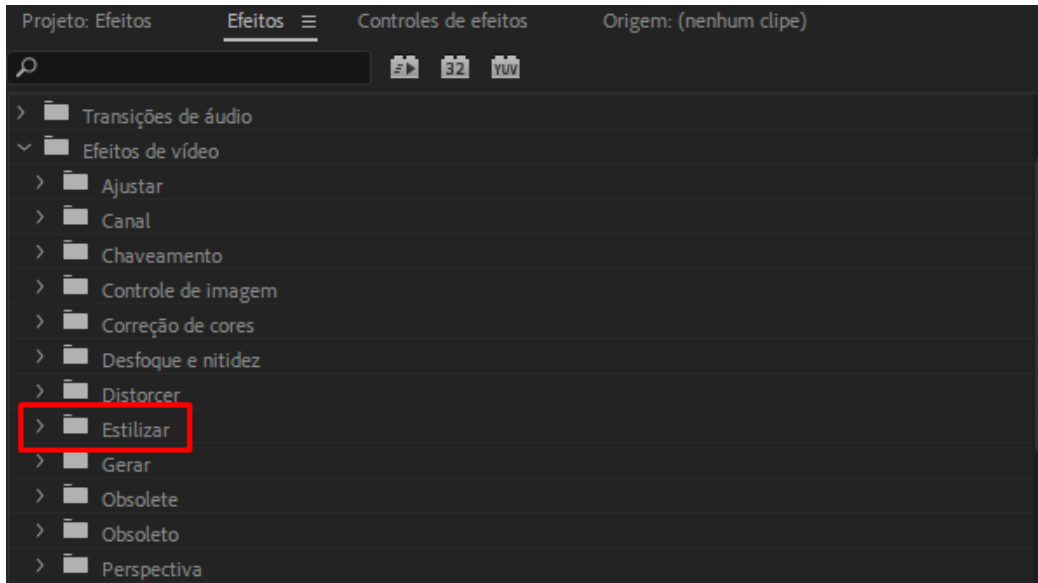 Projeto: Efeitos Efeitos Controles de efeitos Origem: (nenhum clipe)
32 YUV
Transições de áudio
Efeitos de vídeo
Ajustar
Canal
Chaveamento
Controle de imagem
Correção de cores
Desfoque e nitidez
Distorcer
Estilizar
Gerar
Obsolete
Obsoleto
Perspectiva